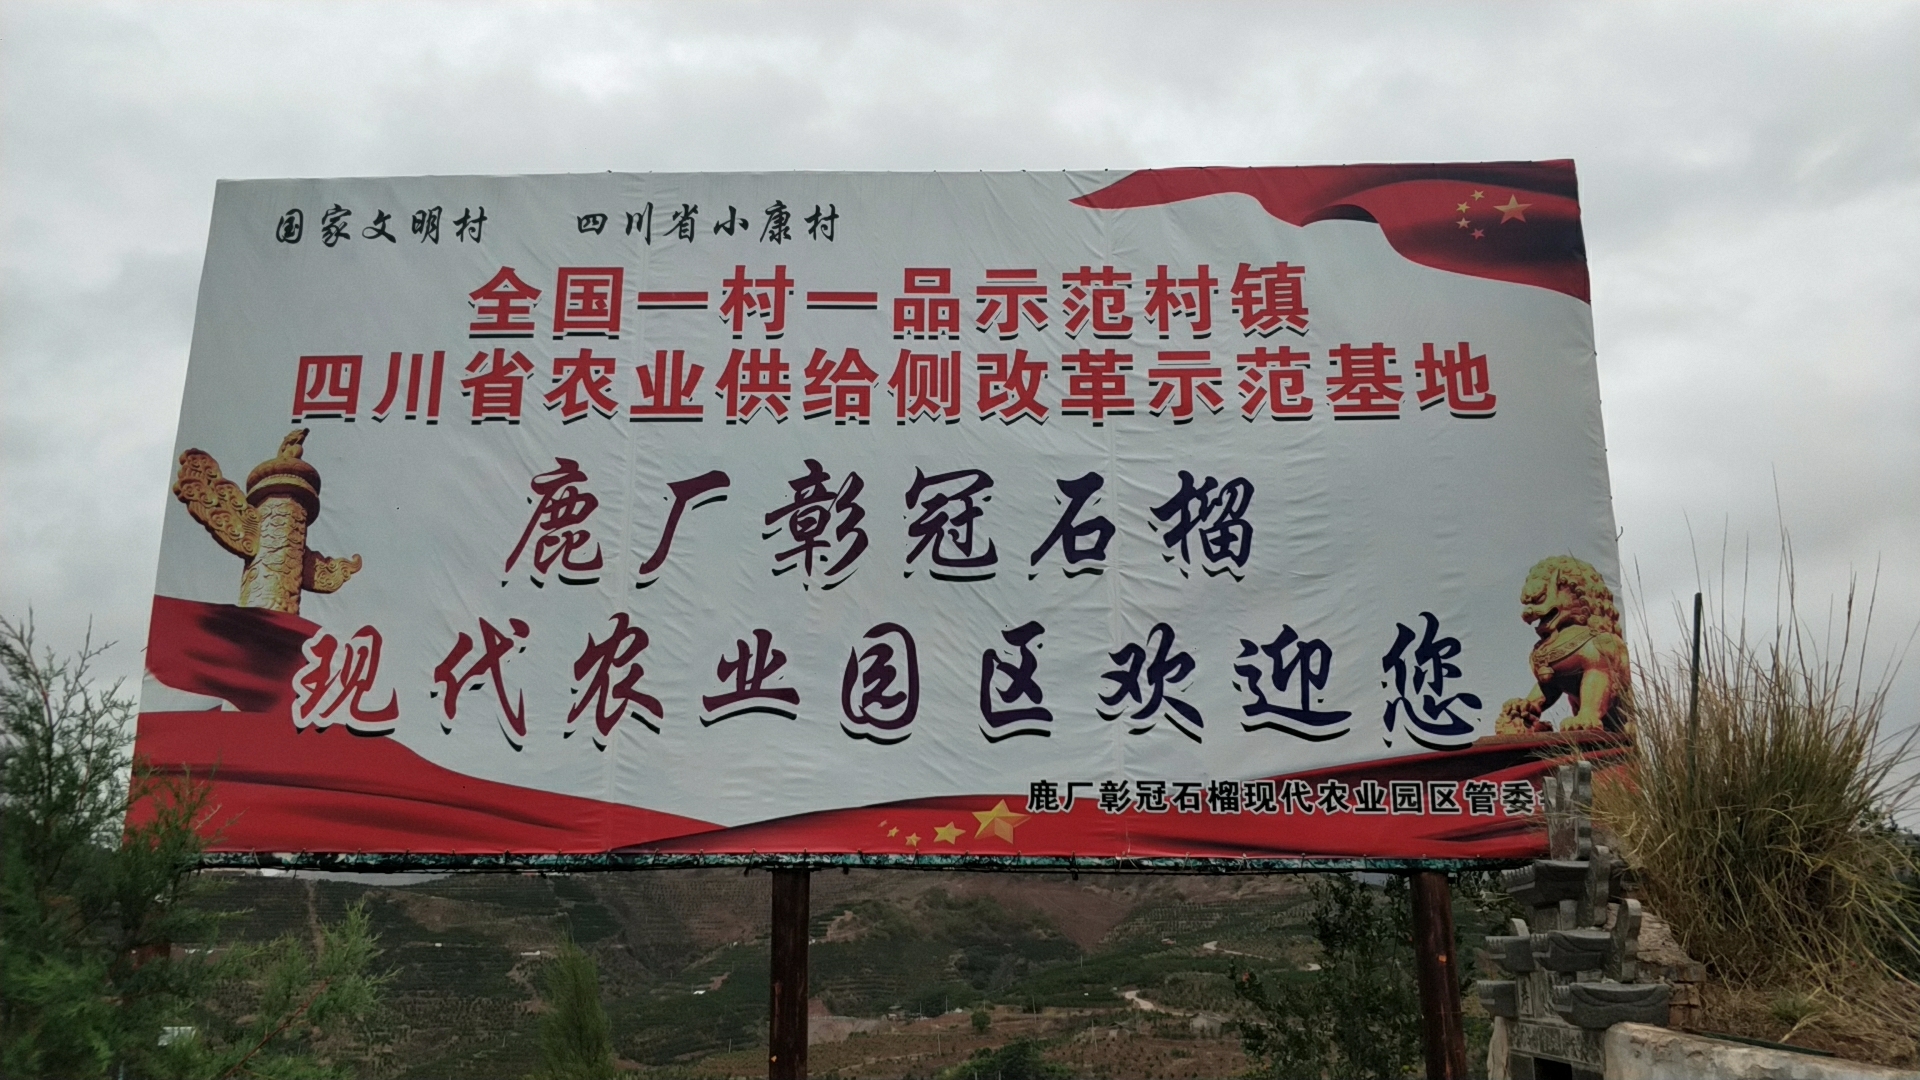 国家文明村 四川省小康村
全国一村一品示范村镇
四川省农业供给侧改革示范基地
鹿厂彰冠石榴
现代农业园区欢迎您
鹿厂彰冠石榴现代农业园区管委